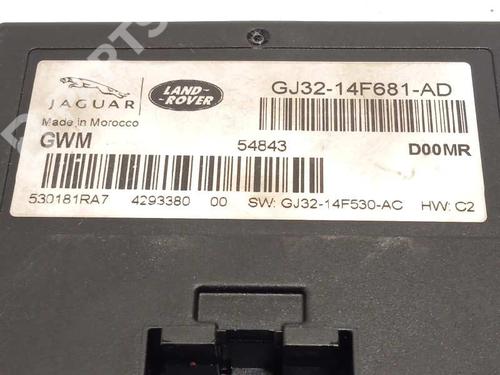 JAGUAR
LAND-
-ROVER
GJ32-14F681-AD
Made in Morocco
GWM
54843
D00MR
530181RA7 4293380 00 SW: GJ32-14F530-AC HW: C2